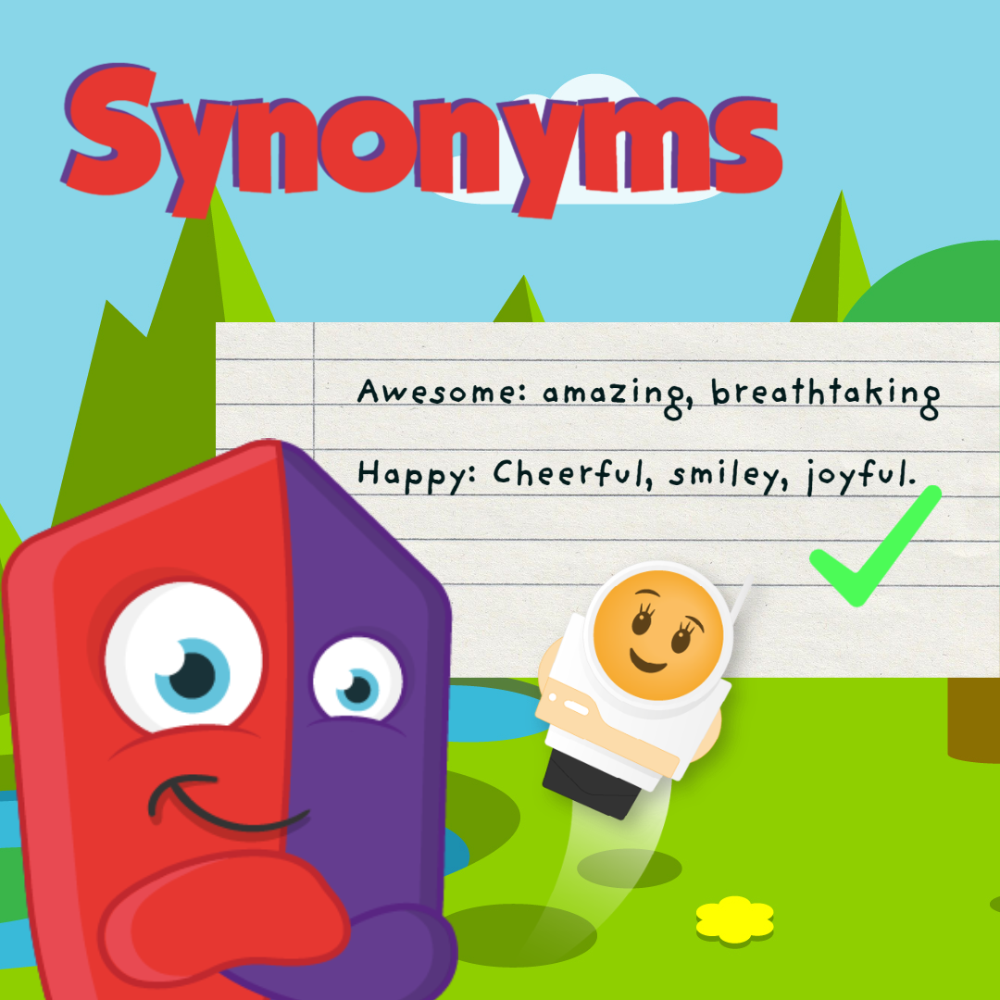 Synonyms
Awesome: amazing, breathtaking
Happy: Cheerful, smiley, joyful.